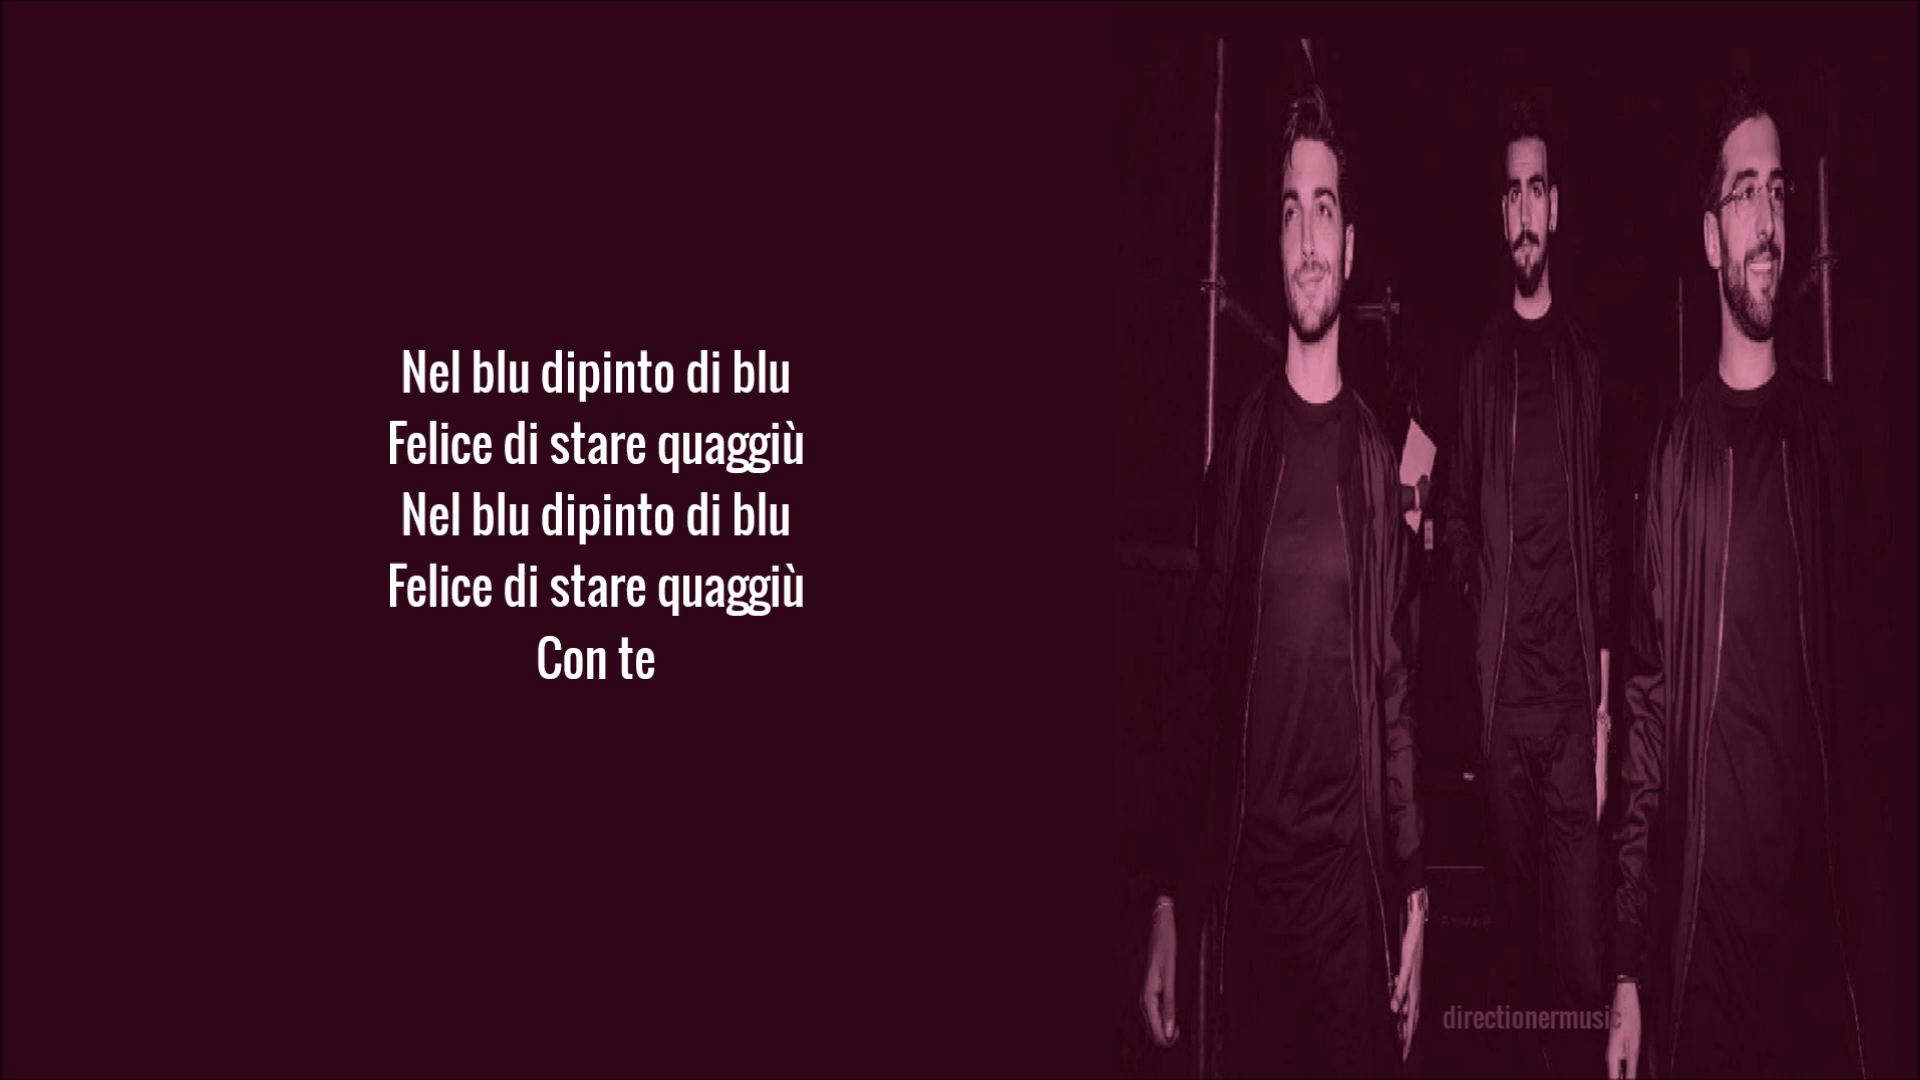 Nel blu dipinto di blu
Felice di stare quaggiù
Nel blu dipinto di blu
Felice di stare quaggiù
Con te
directionermusic